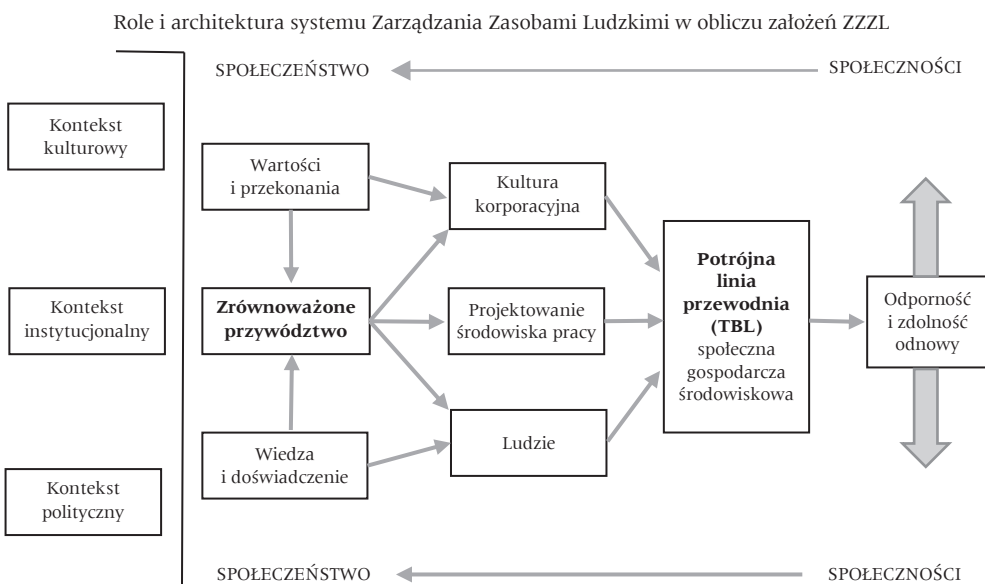 Role i architektura systemu Zarządzania Zasobami Ludzkimi w obliczu założeń ZZZL
SPOŁECZEŃSTWO
SPOŁECZNOŚCI
Kontekst
kulturowy
Kontekst
instytucjonalny
Kontekst
polityczny
Wartości
i przekonania
Zrównoważone
przywództwo
Wiedza
i doświadczenie
Kultura
korporacyjna
Projektowanie
środowiska pracy
Ludzie
Potrójna
linia
przewodnia
(TBL)
społeczna
gospodarcza
środowiskowa
Odporność
i zdolność
odnowy
SPOŁECZEŃSTWO
SPOŁECZNOŚCI